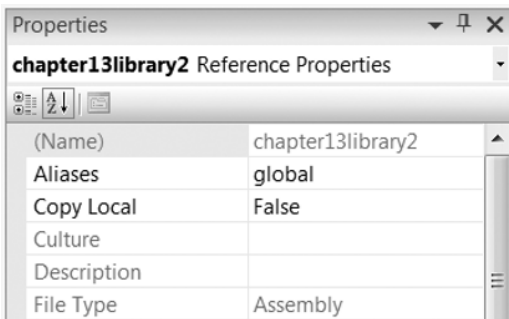 Properties
chapter13library2 Reference Properties
(Name) chapter13library2
Aliases global
Copy Local False
Culture
Description
File Type Assembly